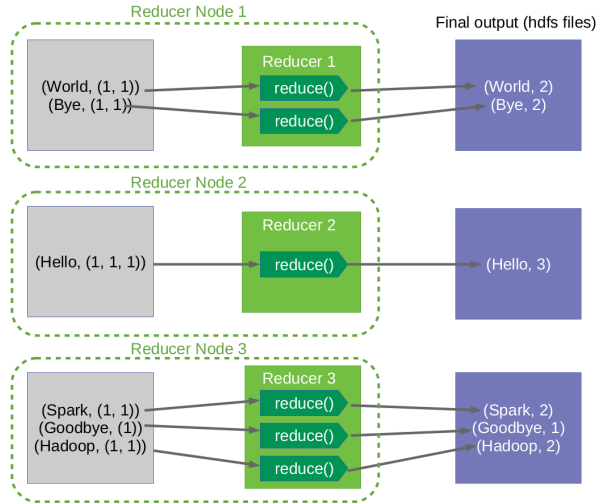 Reducer Node 1
Final output (hdfs files)
(World, (1, 1))
(Bye, (1, 1))
Reducer 1
reduce()
reduce()
(World, 2)
(Bye, 2)
Reducer Node 2
(Hello, (1, 1, 1))
Reducer 2
reduce()
(Hello, 3)
Reducer Node 3
(Spark, (1, 1))
(Goodbye, (1))
(Hadoop, (1, 1))
Reducer 3
reduce()
reduce()
reduce()
(Spark, 2)
(Goodbye, 1)
(Hadoop, 2)